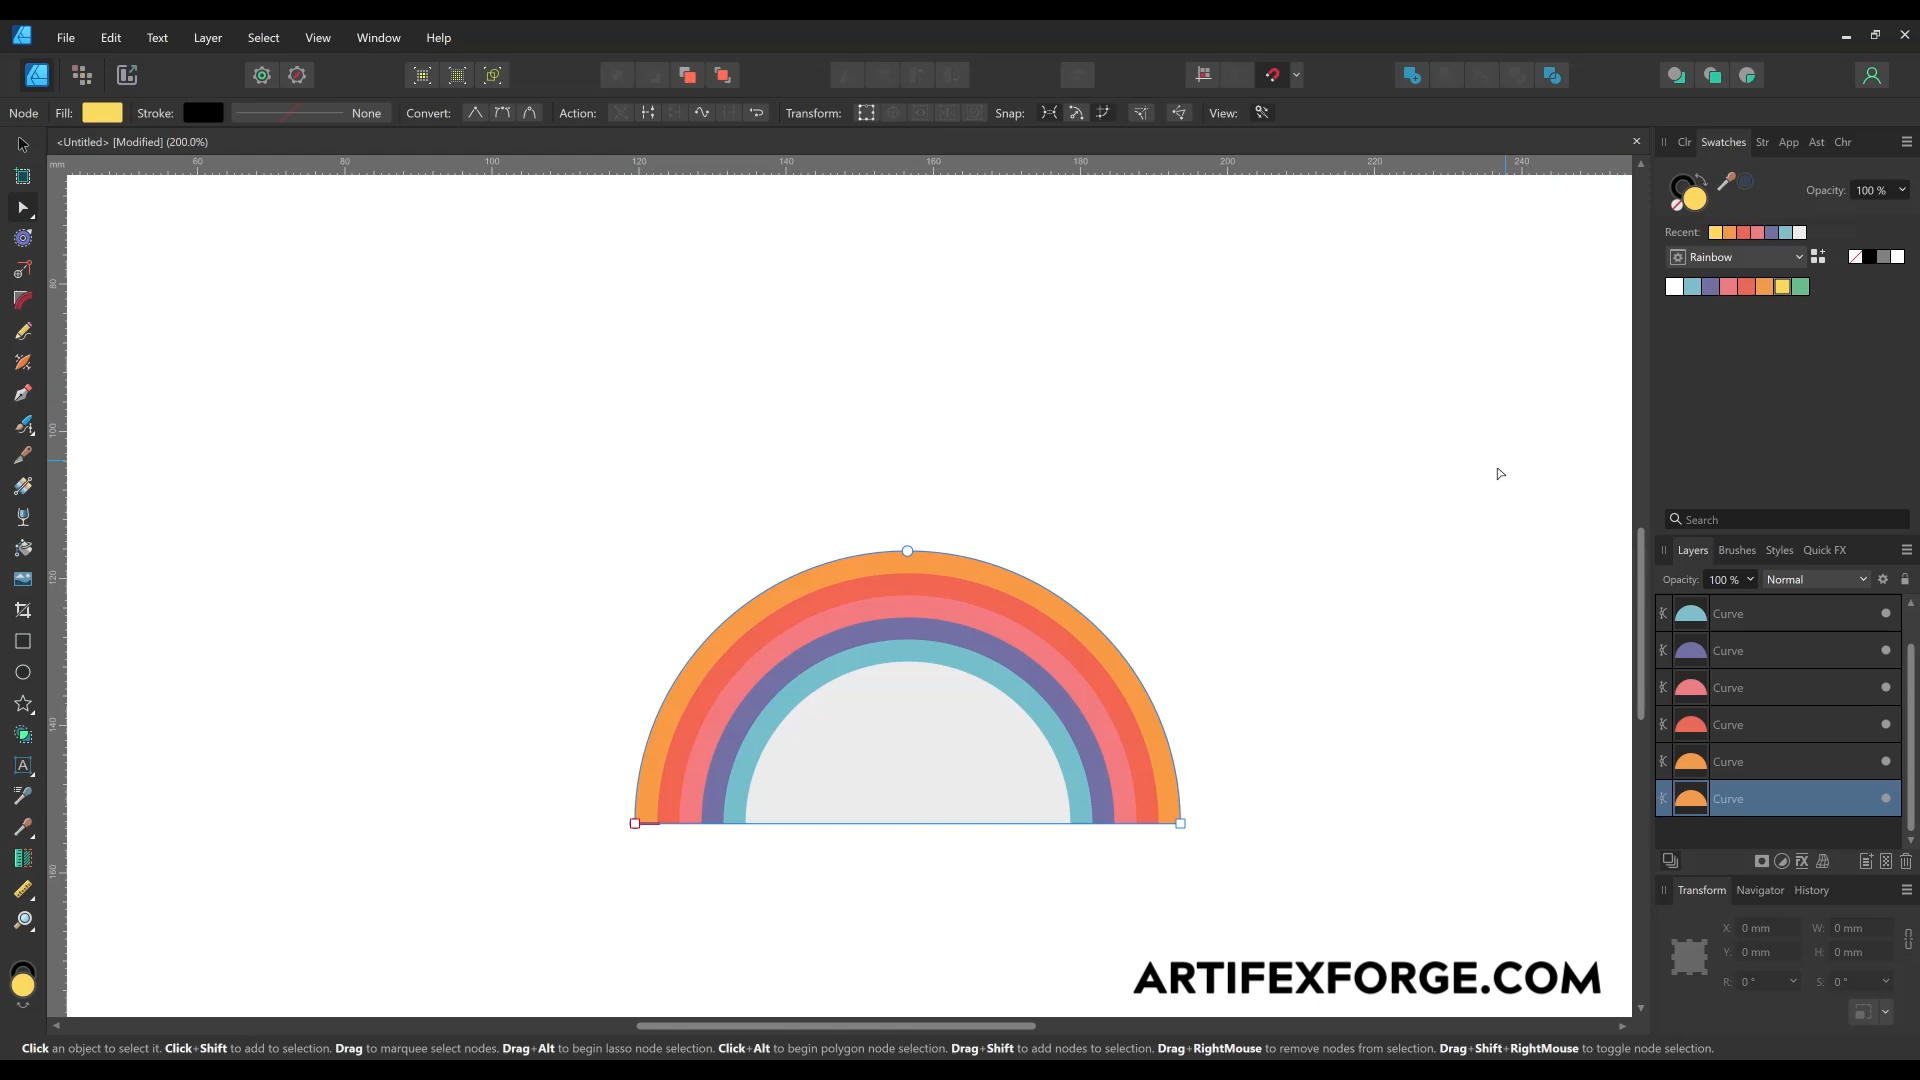 File Edit Text Layer Select View Window Help
Node Fill: Stroke: None Convert: Action: Transform: Snap: View:
<Untitled> [Modified] (200.0%)
mm 60 80 100 120 140 160 180 200 220 240
80
100
120
140
160
Clr Swatches Str App Ast Chr
Opacity: 100 %
Recent:
Rainbow
Search
Layers Brushes Styles Quick FX
Opacity: 100 % Normal
Curve
Curve
Curve
Curve
Curve
Curve
Transform Navigator History
X: 0 mm W: 0 mm
Y: 0 mm H: 0 mm
R: 0 ° S: 0 °
ARTIFEXFORGE.COM
Click an object to select it. Click+Shift to add to selection. Drag to marquee select nodes. Drag+Alt to begin lasso node selection. Click+Alt to begin polygon node selection. Drag+Shift to add nodes to selection. Drag+RightMouse to remove nodes from selection. Drag+Shift+RightMouse to toggle node selection.